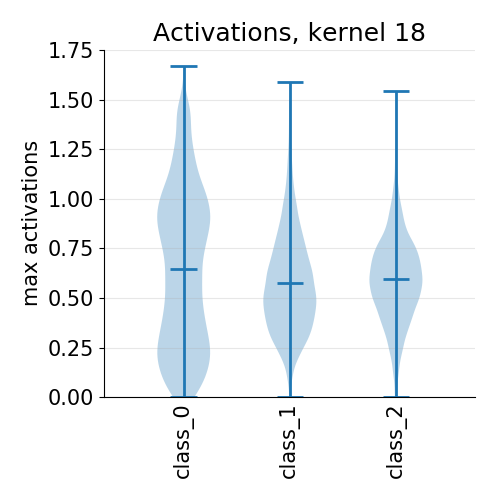 Activations, kernel 18
max activations
1.75
1.50
1.25
1.00
0.75
0.50
0.25
0.00
class_0
class_1
class_2